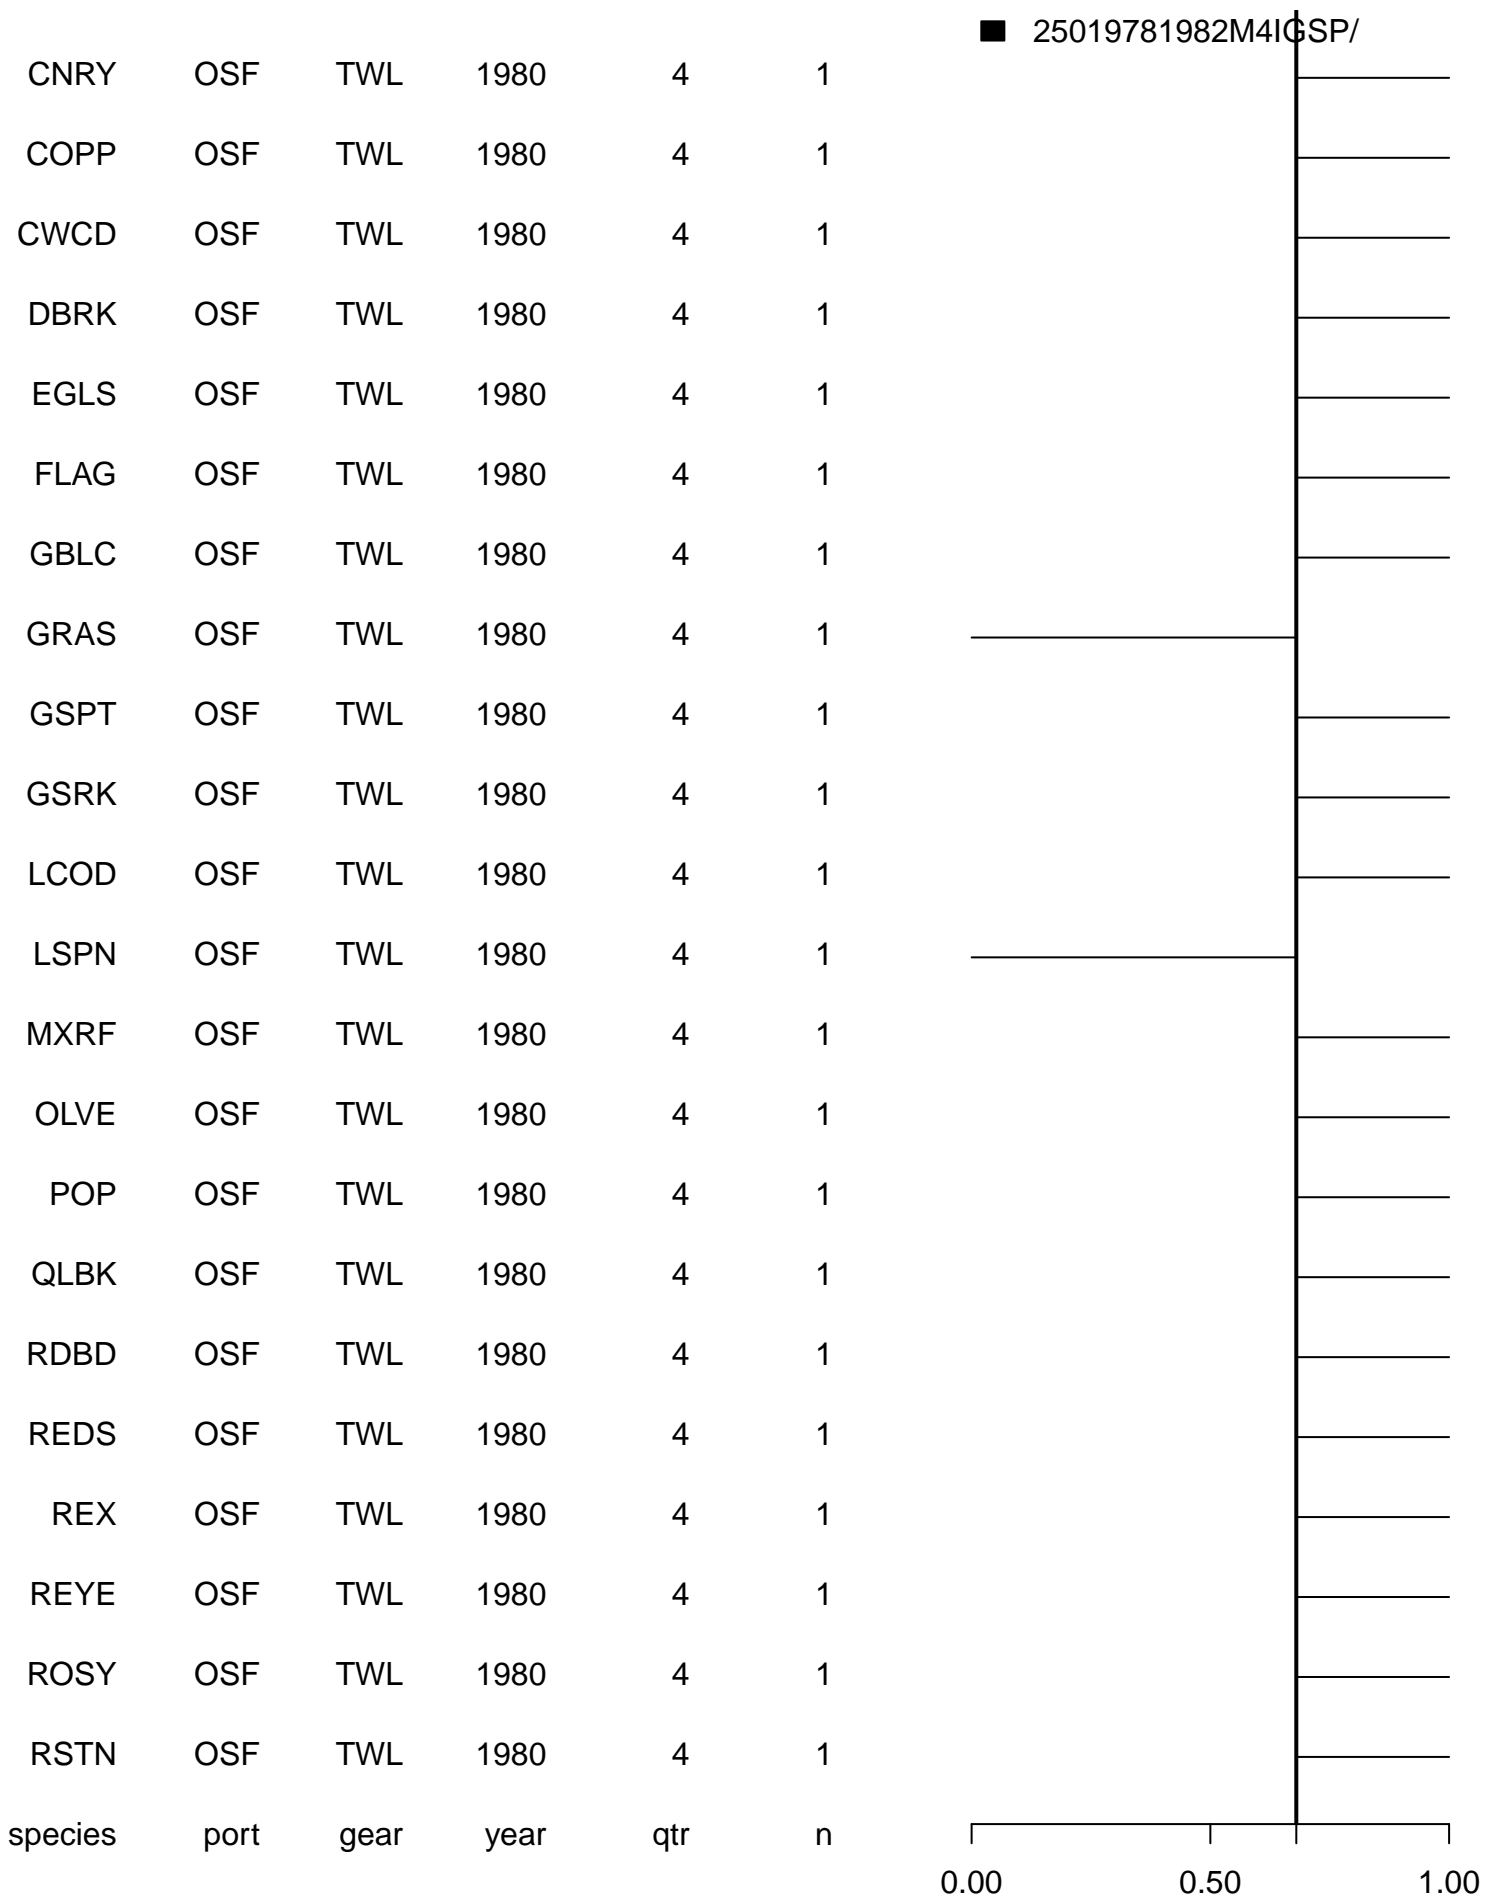 25019781982M4IGSP/
CNRY OSF TWL 1980 4 1
COPP OSF TWL 1980 4 1
CWCD OSF TWL 1980 4 1
DBRK OSF TWL 1980 4 1
EGLS OSF TWL 1980 4 1
FLAG OSF TWL 1980 4 1
GBLC OSF TWL 1980 4 1
GRAS OSF TWL 1980 4 1
GSPT OSF TWL 1980 4 1
GSRK OSF TWL 1980 4 1
LCOD OSF TWL 1980 4 1
LSPN OSF TWL 1980 4 1
MXRF OSF TWL 1980 4 1
OLVE OSF TWL 1980 4 1
POP OSF TWL 1980 4 1
QLBK OSF TWL 1980 4 1
RDBD OSF TWL 1980 4 1
REDS OSF TWL 1980 4 1
REX OSF TWL 1980 4 1
REYE OSF TWL 1980 4 1
ROSY OSF TWL 1980 4 1
RSTN OSF TWL 1980 4 1
species port gear year qtr n
0.00 0.50 1.00